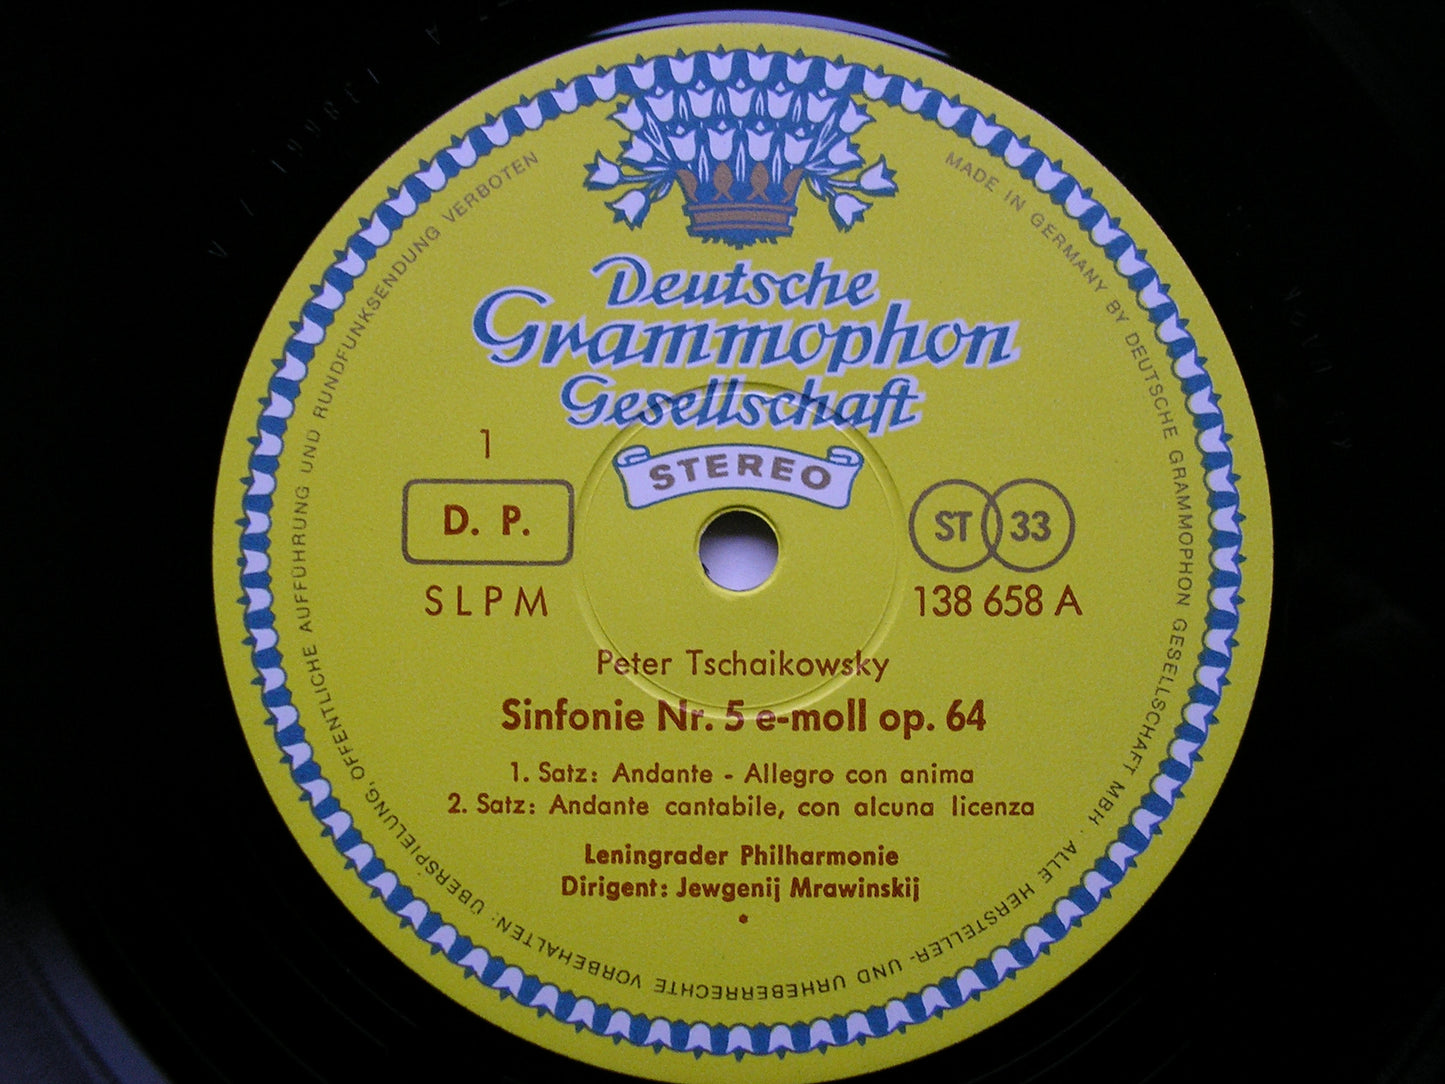 Deutsche
Grammophon
Gesellschaft
STEREO
1
D. P.
ST 33
SLPM
138 658 A
Peter Tschaikowsky
Sinfonie Nr. 5 e-moll op. 64
1. Satz: Andante - Allegro con anima
2. Satz: Andante cantabile, con alcuna licenza
Leningrader Philharmonie
Dirigent: Jewgenij Mrawinskij
*
MADE IN GERMANY BY DEUTSCHE GRAMMOPHON GESELLSCHAFT MBH · ALLE HERSTELLER- UND URHEBERRECHTE VORBEHALTEN: ÜBERSPIELUNG, ÖFFENTLICHE AUFFÜHRUNG UND RUNDFUNKSENDUNG VERBOTEN